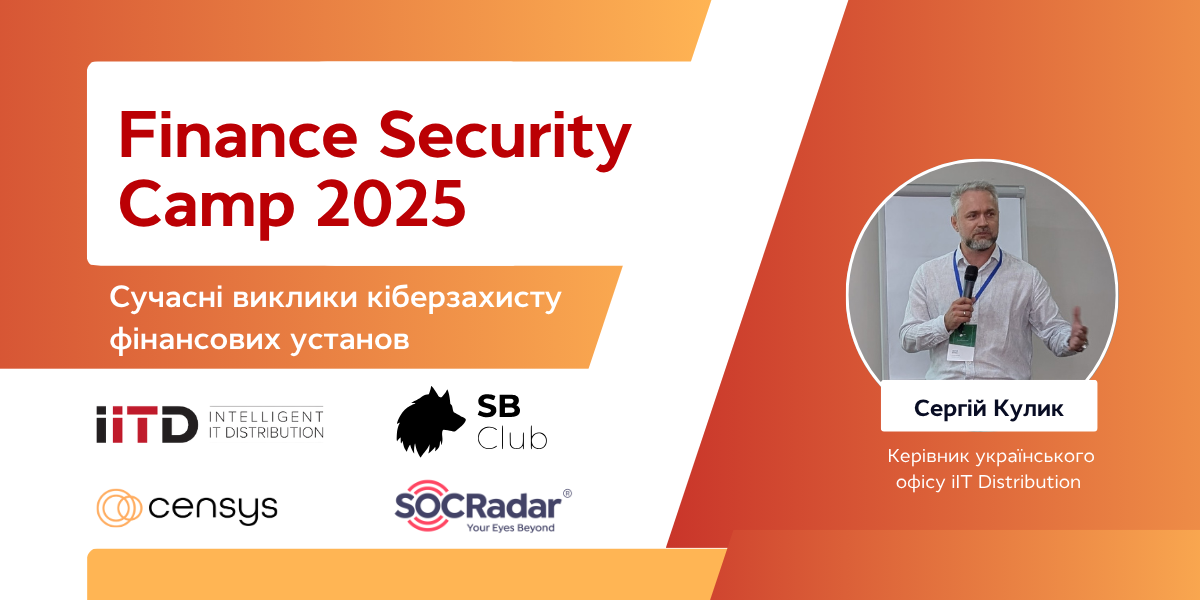 Finance Security
Camp 2025
Сучасні виклики кіберзахисту
фінансових установ
iiTD
INTELLIGENT
IT DISTRIBUTION
SB
Club
censys
SOCRadar®
Your Eyes Beyond
Сергій Кулик
Керівник українського
офісу iIT Distribution